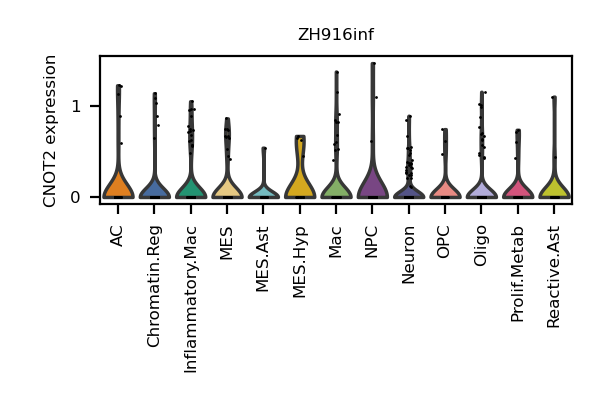 ZH916inf
CNOT2 expression
1
0
AC
Chromatin.Reg
Inflammatory.Mac
MES
MES.Ast
MES.Hyp
Mac
NPC
Neuron
OPC
Oligo
Prolif.Metab
Reactive.Ast